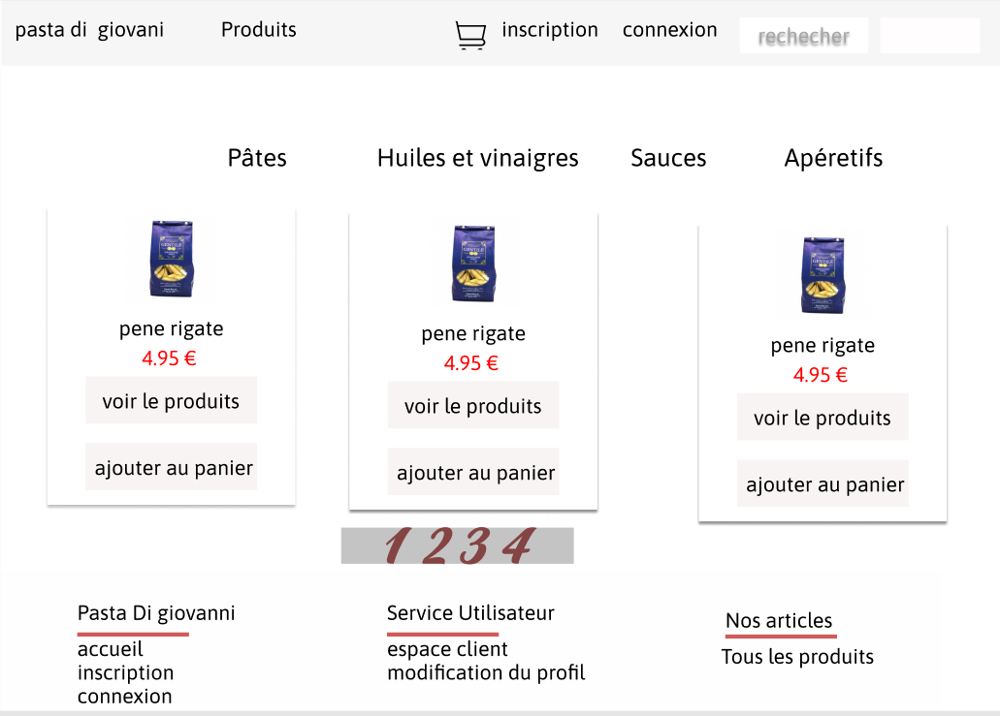 pasta di giovani
Produits
inscription
connexion
rechecher
Pâtes
Huiles et vinaigres
Sauces
Apéretifs
GENTILE
pene rigate
4.95 €
voir le produits
ajouter au panier
GENTILE
pene rigate
4.95 €
voir le produits
ajouter au panier
GENTILE
pene rigate
4.95 €
voir le produits
ajouter au panier
1 2 3 4
Pasta Di giovanni
accueil
inscription
connexion
Service Utilisateur
espace client
modification du profil
Nos articles
Tous les produits